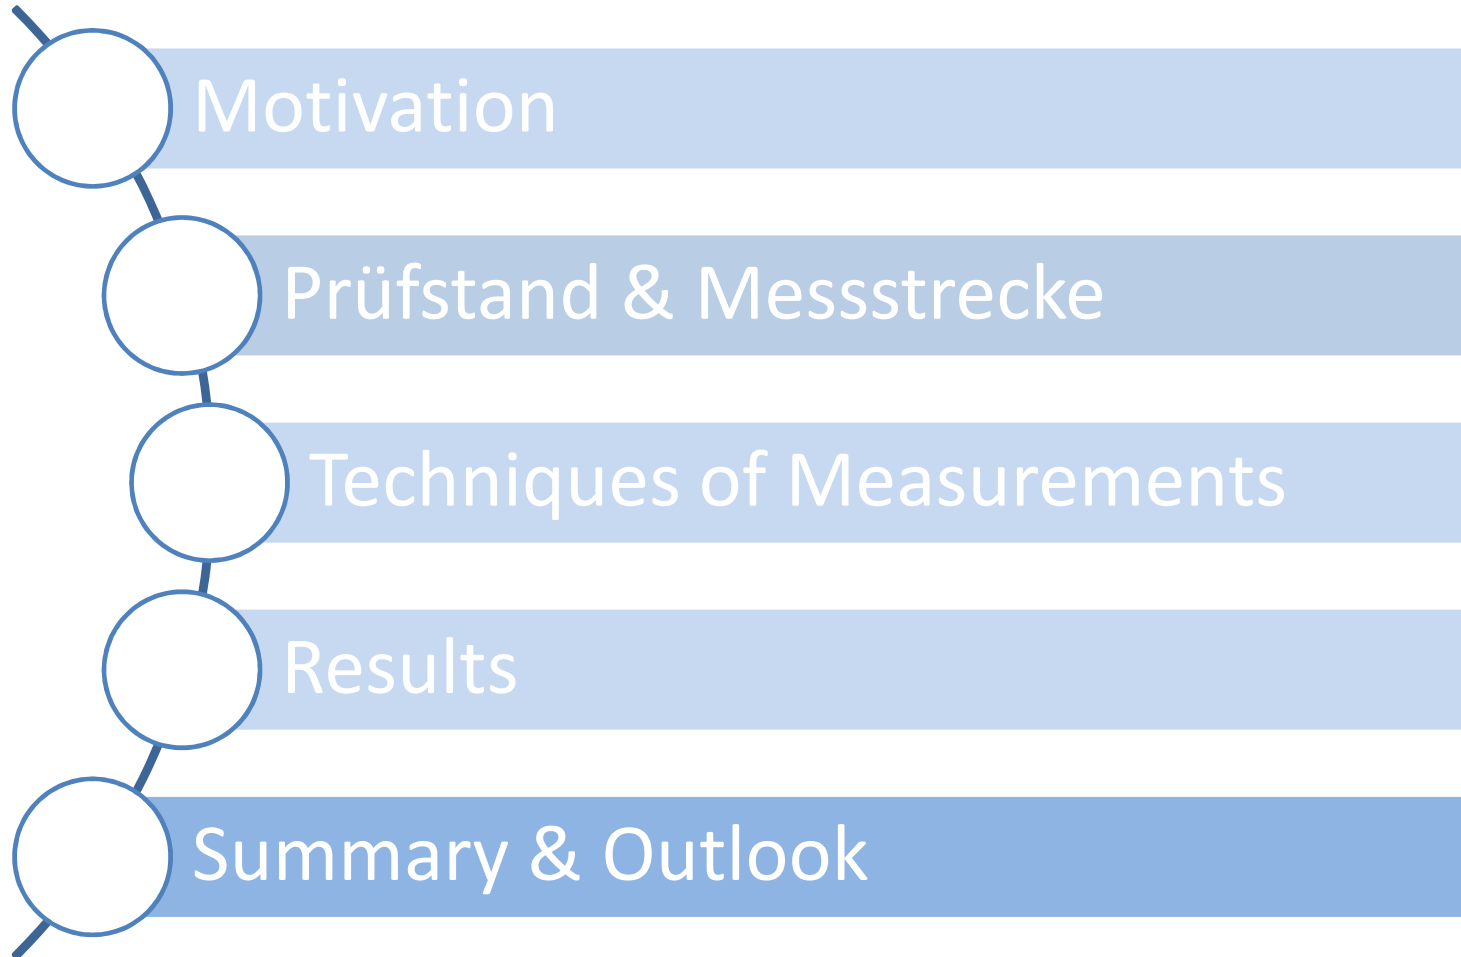 Motivation
Prüfstand & Messstrecke
Techniques of Measurements
Results
Summary & Outlook